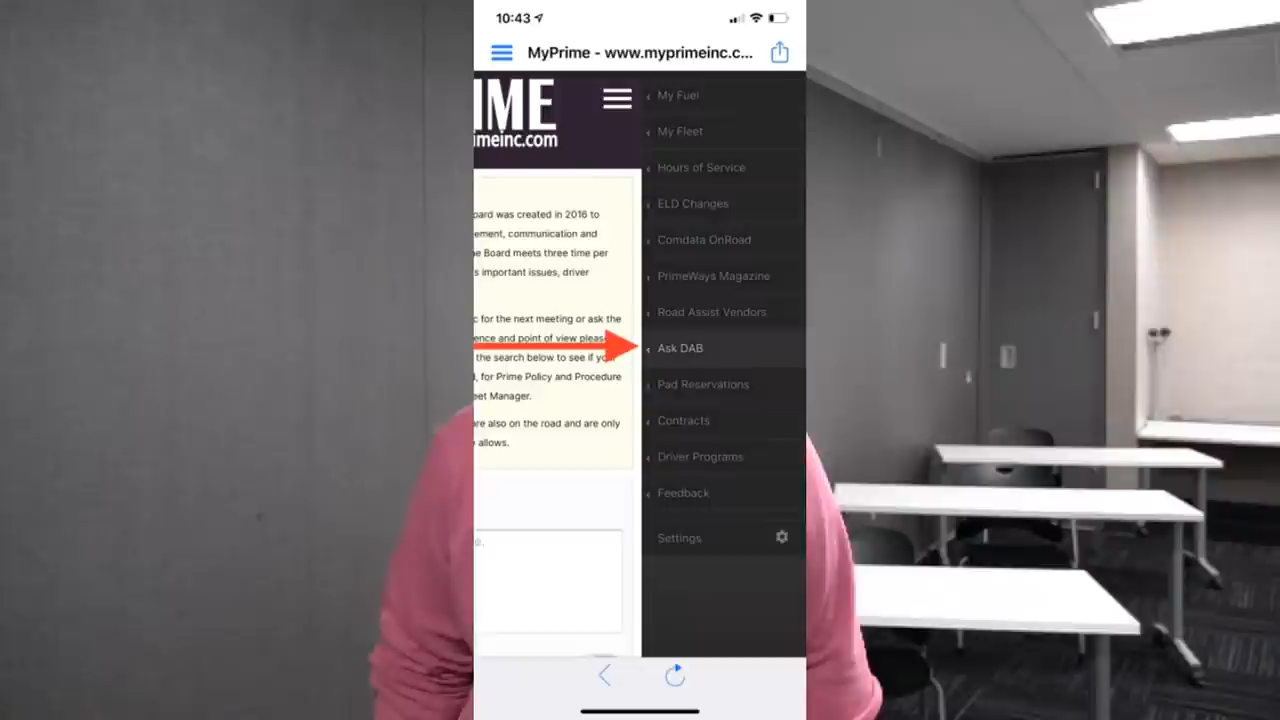 10:43
MyPrime - www.myprimeinc.c...
IME
imeinc.com
oard was created in 2016 to
ement, communication and
e Board meets three time per
s important issues, driver
c for the next meeting or ask the
ence and point of view please
the search below to see if you
, for Prime Policy and Procedure
eet Manager.
are also on the road and are only
allows.
e.
My Fuel
My Fleet
Hours of Service
ELD Changes
Comdata OnRoad
PrimeWays Magazine
Road Assist Vendors
Ask DAB
Pad Reservations
Contracts
Driver Programs
Feedback
Settings